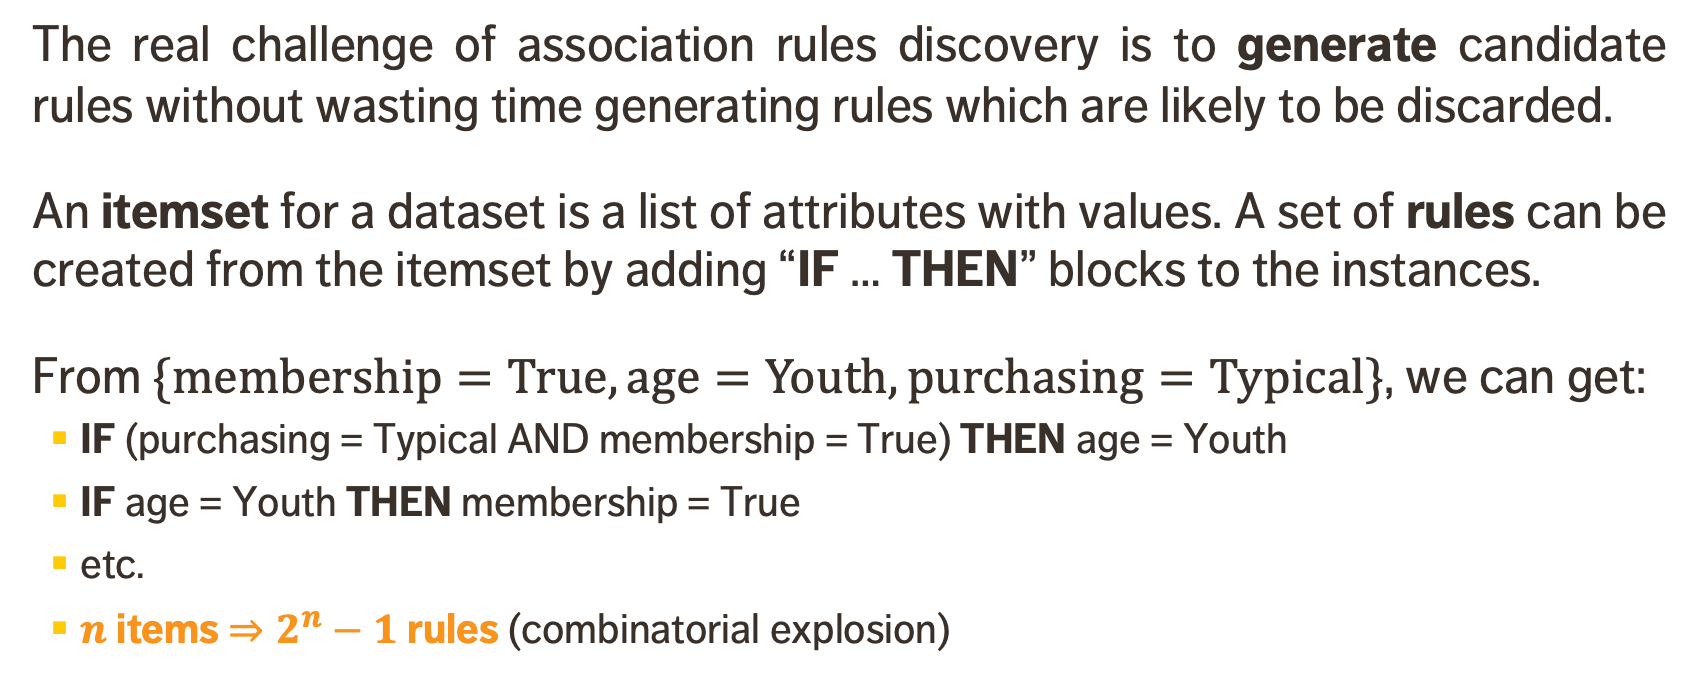 The real challenge of association rules discovery is to generate candidate
rules without wasting time generating rules which are likely to be discarded.
An itemset for a dataset is a list of attributes with values. A set of rules can be
created from the itemset by adding “IF ... THEN” blocks to the instances.
From {membership = True, age = Youth, purchasing = Typical}, we can get:
▪ IF (purchasing = Typical AND membership = True) THEN age = Youth
▪ IF age = Youth THEN membership = True
▪ etc.
▪ n items ⇒ 2ⁿ − 1 rules (combinatorial explosion)